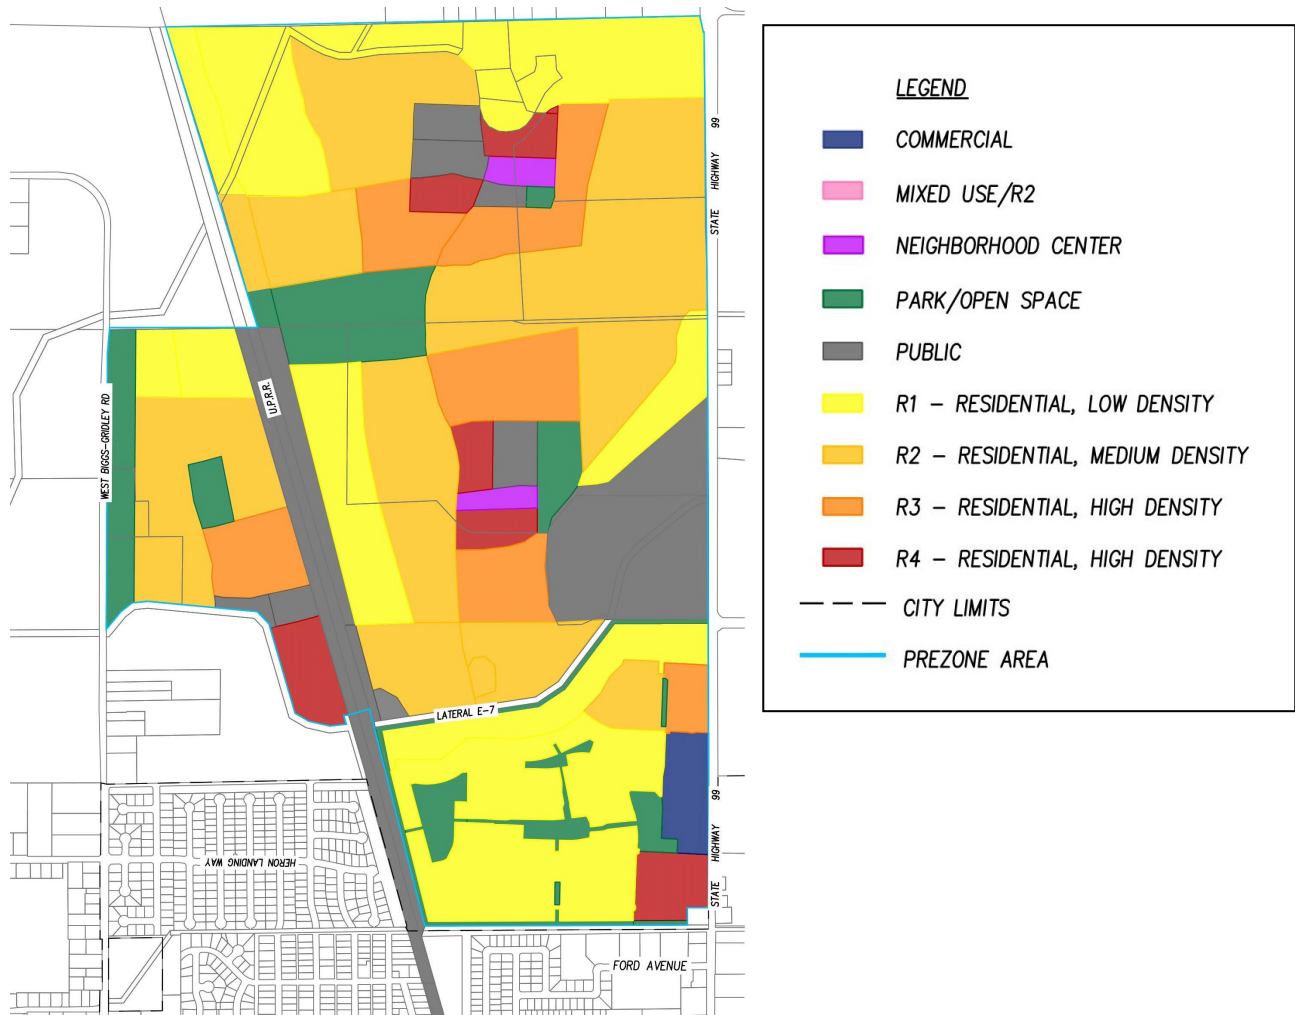 LEGEND
COMMERCIAL
MIXED USE/R2
NEIGHBORHOOD CENTER
PARK/OPEN SPACE
PUBLIC
R1 – RESIDENTIAL, LOW DENSITY
R2 – RESIDENTIAL, MEDIUM DENSITY
R3 – RESIDENTIAL, HIGH DENSITY
R4 – RESIDENTIAL, HIGH DENSITY
CITY LIMITS
PREZONE AREA
STATE HIGHWAY 99
U.P.R.R.
WEST BIGGS-GRIDLEY RD
LATERAL E-7
STATE HIGHWAY 99
HERON LANDING WAY
FORD AVENUE